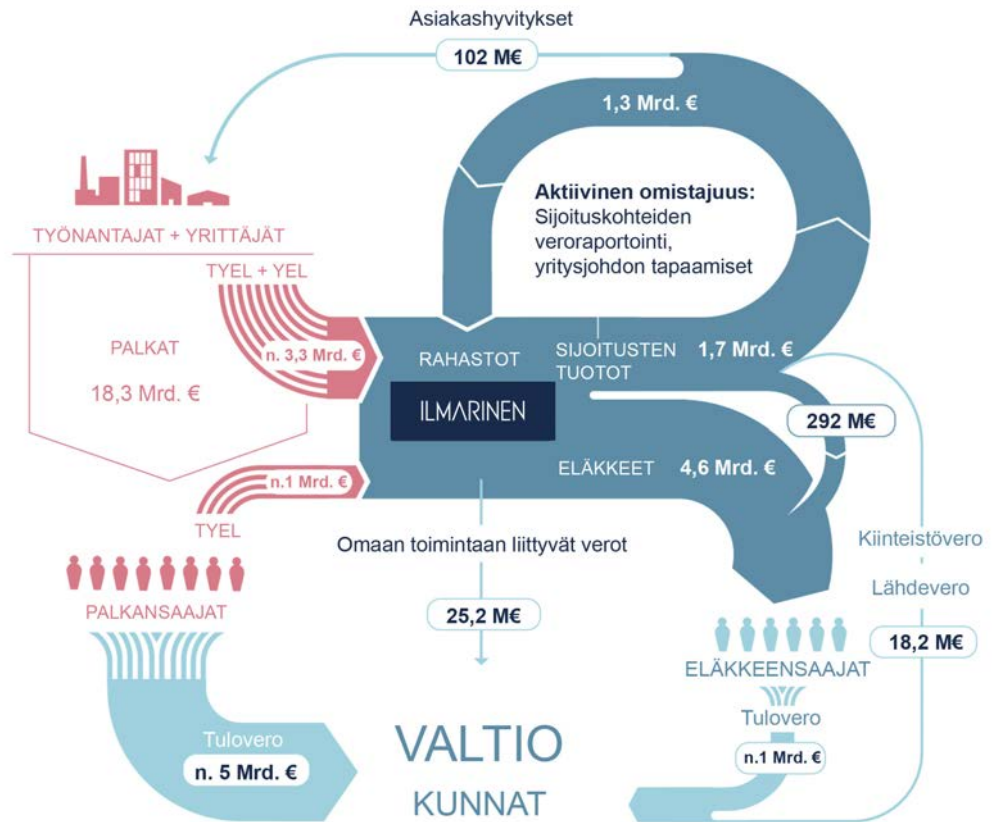 Asiakashyvitykset
102 M€
1,3 Mrd. €
Aktiivinen omistajuus:
Sijoituskohteiden
veroraportointi,
yritysjohdon tapaamiset
TYÖNANTAJAT + YRITTÄJÄT
TYEL + YEL
PALKAT
18,3 Mrd. €
n. 3,3 Mrd. €
RAHASTOT
SIJOITUSTEN
TUOTOT
1,7 Mrd. €
ILMARINEN
292 M€
ELÄKKEET 4,6 Mrd. €
n.1 Mrd. €
TYEL
Omaan toimintaan liittyvät verot
25,2 M€
Kiinteistövero
Lähdevero
18,2 M€
PALKANSAAJAT
ELÄKKEENSAAJAT
Tulovero
n. 5 Mrd. €
Tulovero
n.1 Mrd. €
VALTIO
KUNNAT